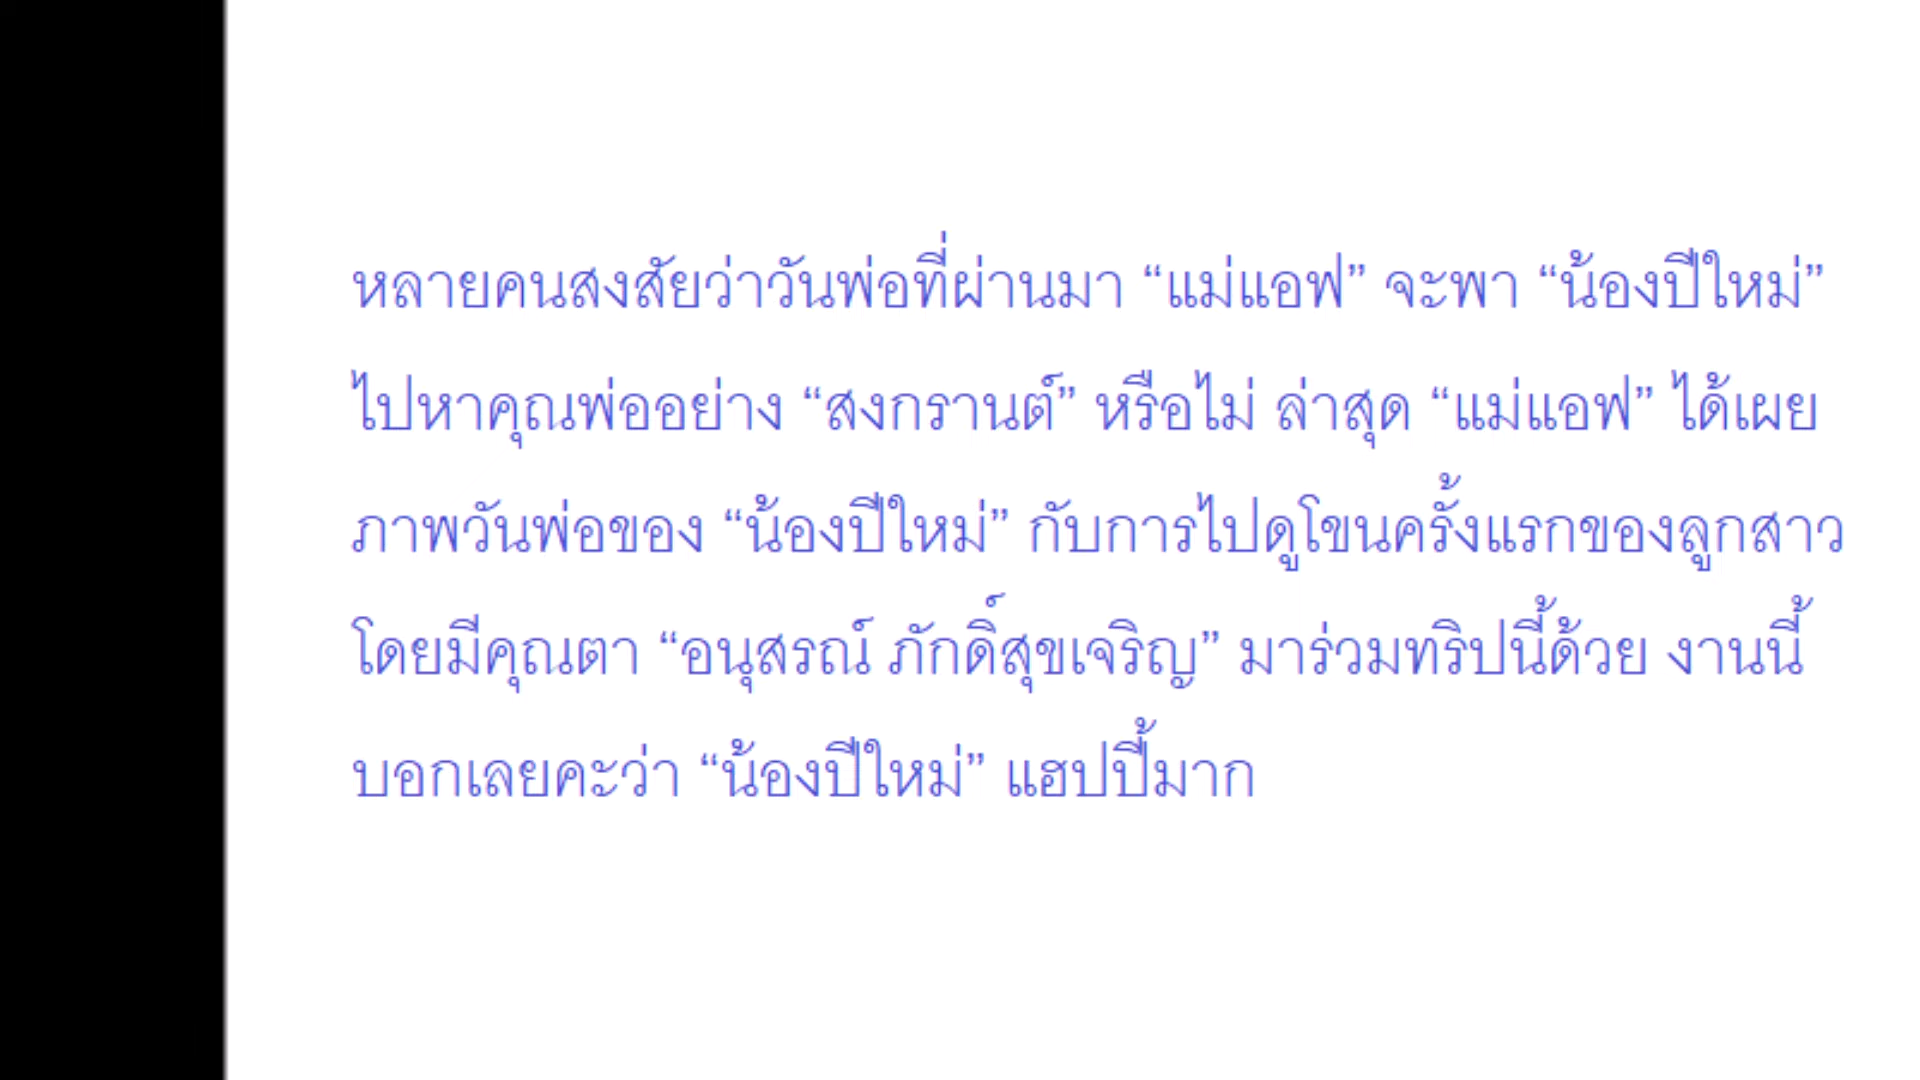 หลายคนสงสัยว่าวันพ่อที่ผ่านมา “แม่แอฟ” จะพา “น้องปีใหม่”
ไปหาคุณพ่ออย่าง “สงกรานต์” หรือไม่ ล่าสุด “แม่แอฟ” ได้เผย
ภาพวันพ่อของ “น้องปีใหม่” กับการไปดูโขนครั้งแรกของลูกสาว
โดยมีคุณตา “อนุสรณ์ ภักดิ์สุขเจริญ” มาร่วมทริปนี้ด้วย งานนี้
บอกเลยคะว่า “น้องปีใหม่” แฮปปี้มาก